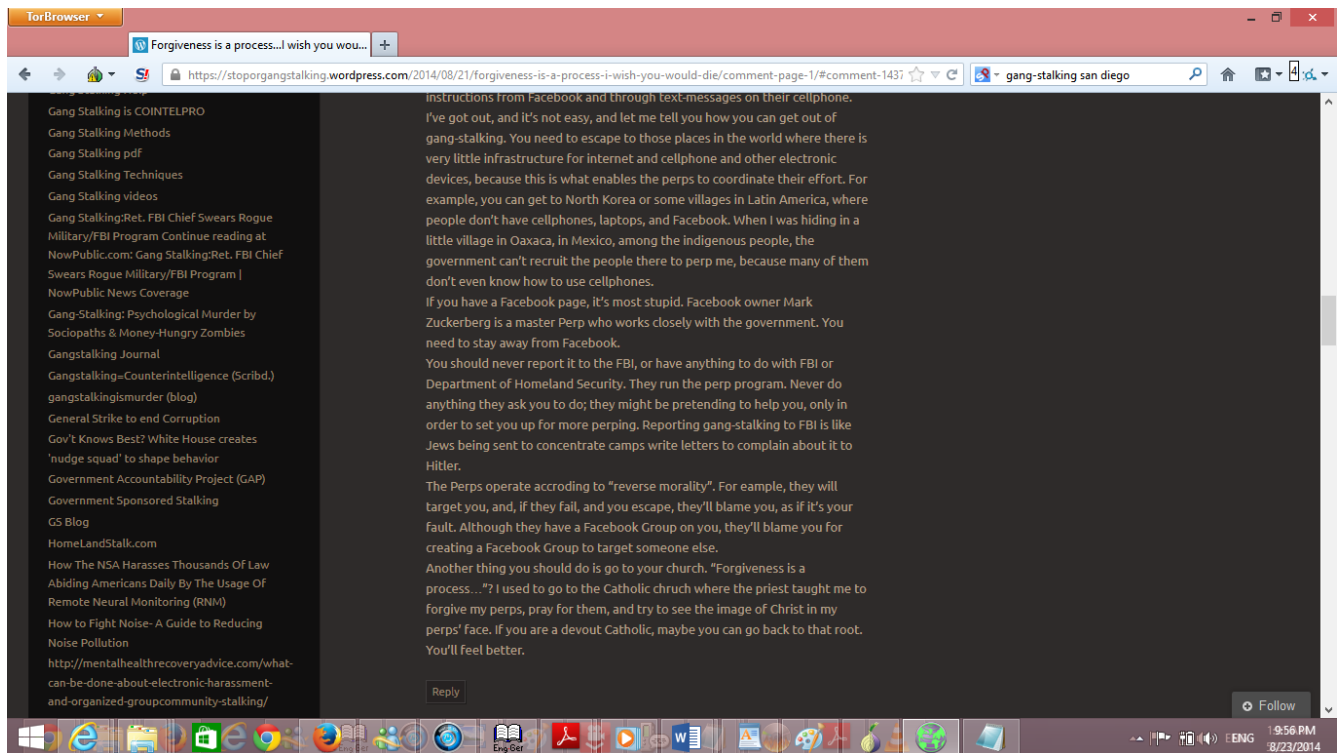 TorBrowser
Forgiveness is a process...I wish you wou...
https://stoporgangstalking.wordpress.com/2014/08/21/forgiveness-is-a-process-i-wish-you-would-die/comment-page-1/#comment-1437
gang-stalking san diego
4
Gang Stalking is COINTELPRO
Gang Stalking Methods
Gang Stalking pdf
Gang Stalking Techniques
Gang Stalking videos
Gang Stalking:Ret. FBI Chief Swears Rogue
Military/FBI Program Continue reading at
NowPublic.com: Gang Stalking:Ret. FBI Chief
Swears Rogue Military/FBI Program |
NowPublic News Coverage
Gang-Stalking: Psychological Murder by
Sociopaths & Money-Hungry Zombies
Gangstalking Journal
Gangstalking=Counterintelligence (Scribd.)
gangstalkingismurder (blog)
General Strike to end Corruption
Gov't Knows Best? White House creates
'nudge squad' to shape behavior
Government Accountability Project (GAP)
Government Sponsored Stalking
GS Blog
HomeLandStalk.com
How The NSA Harasses Thousands Of Law
Abiding Americans Daily By The Usage Of
Remote Neural Monitoring (RNM)
How to Fight Noise- A Guide to Reducing
Noise Pollution
http://mentalhealthrecoveryadvice.com/what-
can-be-done-about-electronic-harassment-
and-organized-groupcommunity-stalking/
instructions from Facebook and through text-messages on their cellphone.
I've got out, and it's not easy, and let me tell you how you can get out of
gang-stalking. You need to escape to those places in the world where there is
very little infrastructure for internet and cellphone and other electronic
devices, because this is what enables the perps to coordinate their effort. For
example, you can get to North Korea or some villages in Latin America, where
people don't have cellphones, laptops, and Facebook. When I was hiding in a
little village in Oaxaca, in Mexico, among the indigenous people, the
government can't recruit the people there to perp me, because many of them
don't even know how to use cellphones.
If you have a Facebook page, it's most stupid. Facebook owner Mark
Zuckerberg is a master Perp who works closely with the government. You
need to stay away from Facebook.
You should never report it to the FBI, or have anything to do with FBI or
Department of Homeland Security. They run the perp program. Never do
anything they ask you to do; they might be pretending to help you, only in
order to set you up for more perping. Reporting gang-stalking to FBI is like
Jews being sent to concentrate camps write letters to complain about it to
Hitler.
The Perps operate accroding to “reverse morality”. For eample, they will
target you, and, if they fail, and you escape, they'll blame you, as if it's your
fault. Although they have a Facebook Group on you, they'll blame you for
creating a Facebook Group to target someone else.
Another thing you should do is go to your church. “Forgiveness is a
process…”? I used to go to the Catholic chruch where the priest taught me to
forgive my perps, pray for them, and try to see the image of Christ in my
perps' face. If you are a devout Catholic, maybe you can go back to that root.
You'll feel better.
Reply
Follow
Eng Ger
ENG
9:56 PM
8/23/2014